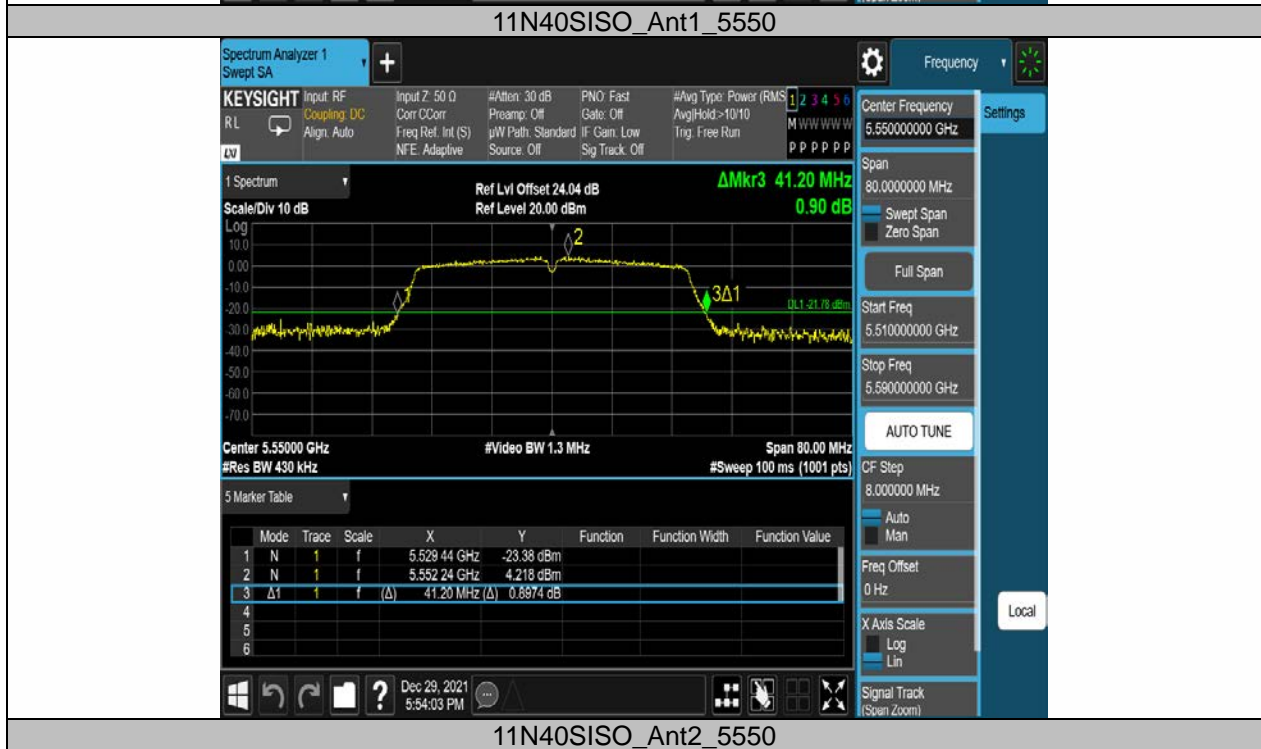 11N40SISO_Ant1_5550
Spectrum Analyzer 1
Swept SA
+
Frequency
KEYSIGHT
RL
LXI
Input: RF
Coupling: DC
Align: Auto
Input Z: 50 Ω
Corr CCorr
Freq Ref: Int (S)
NFE: Adaptive
#Atten: 30 dB
Preamp: Off
µW Path: Standard
Source: Off
PNO: Fast
Gate: Off
IF Gain: Low
Sig Track: Off
#Avg Type: Power (RMS
Avg|Hold:>10/10
Trig: Free Run
1 2 3 4 5 6
M W W W W W
P P P P P P
1 Spectrum
Scale/Div 10 dB
Ref Lvl Offset 24.04 dB
Ref Level 20.00 dBm
ΔMkr3 41.20 MHz
0.90 dB
Log
10.0
0.00
-10.0
-20.0
-30.0
-40.0
-50.0
-60.0
-70.0
1
2
3Δ1
DL1 -21.78 dBm
Center 5.55000 GHz
#Video BW 1.3 MHz
Span 80.00 MHz
#Res BW 430 kHz
#Sweep 100 ms (1001 pts)
5 Marker Table
Mode Trace Scale X Y Function Function Width Function Value
1 N 1 f 5.529 44 GHz -23.38 dBm
2 N 1 f 5.552 24 GHz 4.218 dBm
3 Δ1 1 f (Δ) 41.20 MHz (Δ) 0.8974 dB
4
5
6
Center Frequency
5.550000000 GHz
Settings
Span
80.0000000 MHz
Swept Span
Zero Span
Full Span
Start Freq
5.510000000 GHz
Stop Freq
5.590000000 GHz
AUTO TUNE
CF Step
8.000000 MHz
Auto
Man
Freq Offset
0 Hz
X Axis Scale
Log
Lin
Local
Signal Track
(Span Zoom)
?
Dec 29, 2021
5:54:03 PM
11N40SISO_Ant2_5550